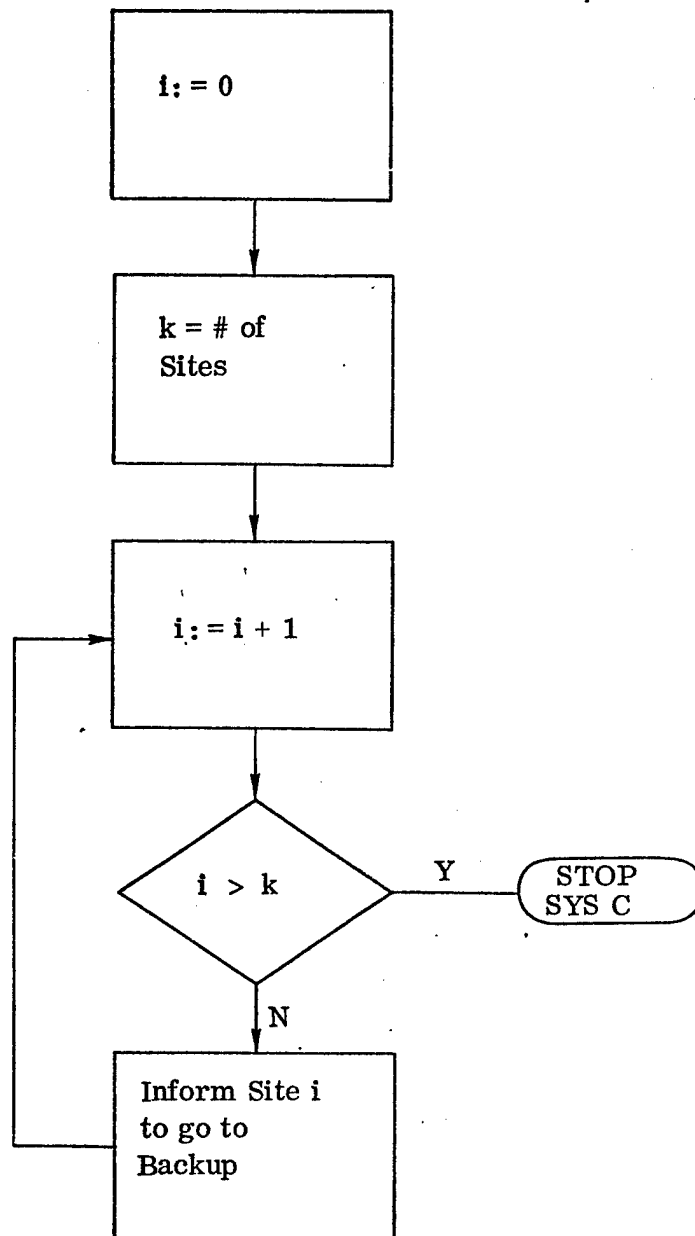 i: = 0
k = # of
Sites
i: = i + 1
i > k
Y
STOP
SYS C
N
Inform Site i
to go to
Backup